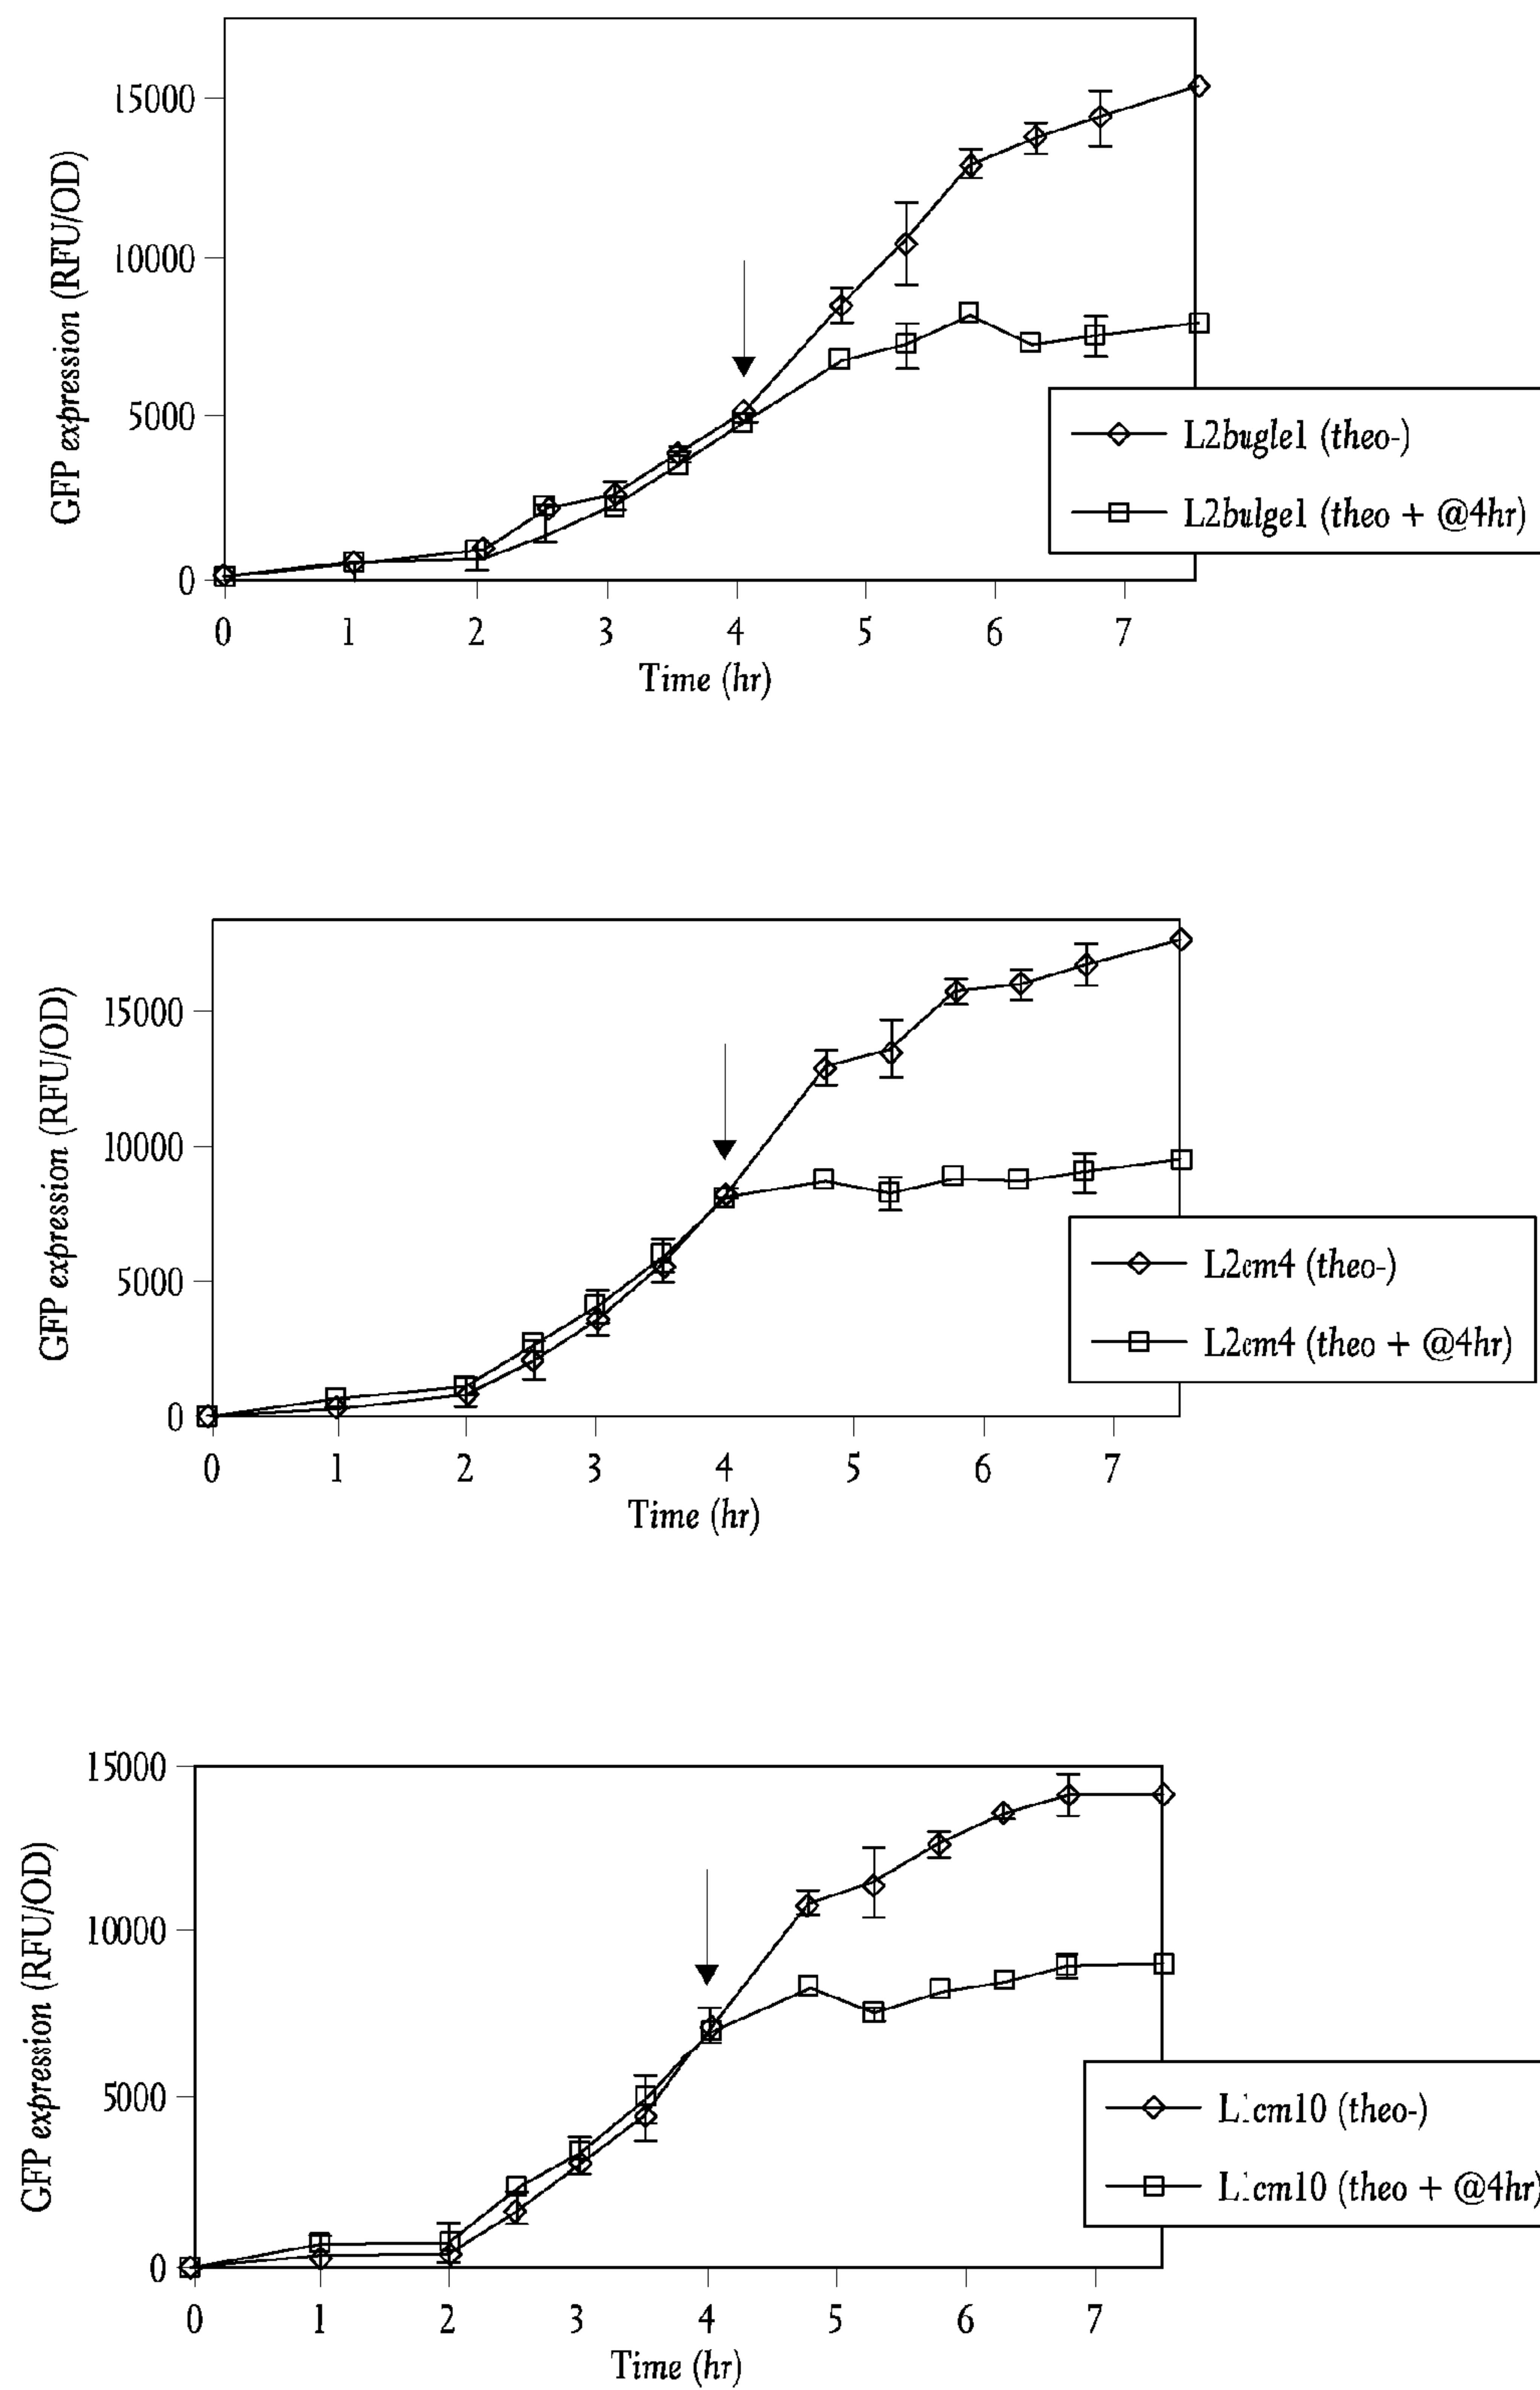 15000
10000
5000
0
GFP expression (RFU/OD)
0 1 2 3 4 5 6 7
Time (hr)
L2bugle1 (theo-)
L2bulge1 (theo + @4hr)
15000
10000
5000
0
GFP expression (RFU/OD)
0 1 2 3 4 5 6 7
Time (hr)
L2cm4 (theo-)
L2cm4 (theo + @4hr)
15000
10000
5000
0
GFP expression (RFU/OD)
0 1 2 3 4 5 6 7
Time (hr)
L1cm10 (theo-)
L1cm10 (theo + @4hr)